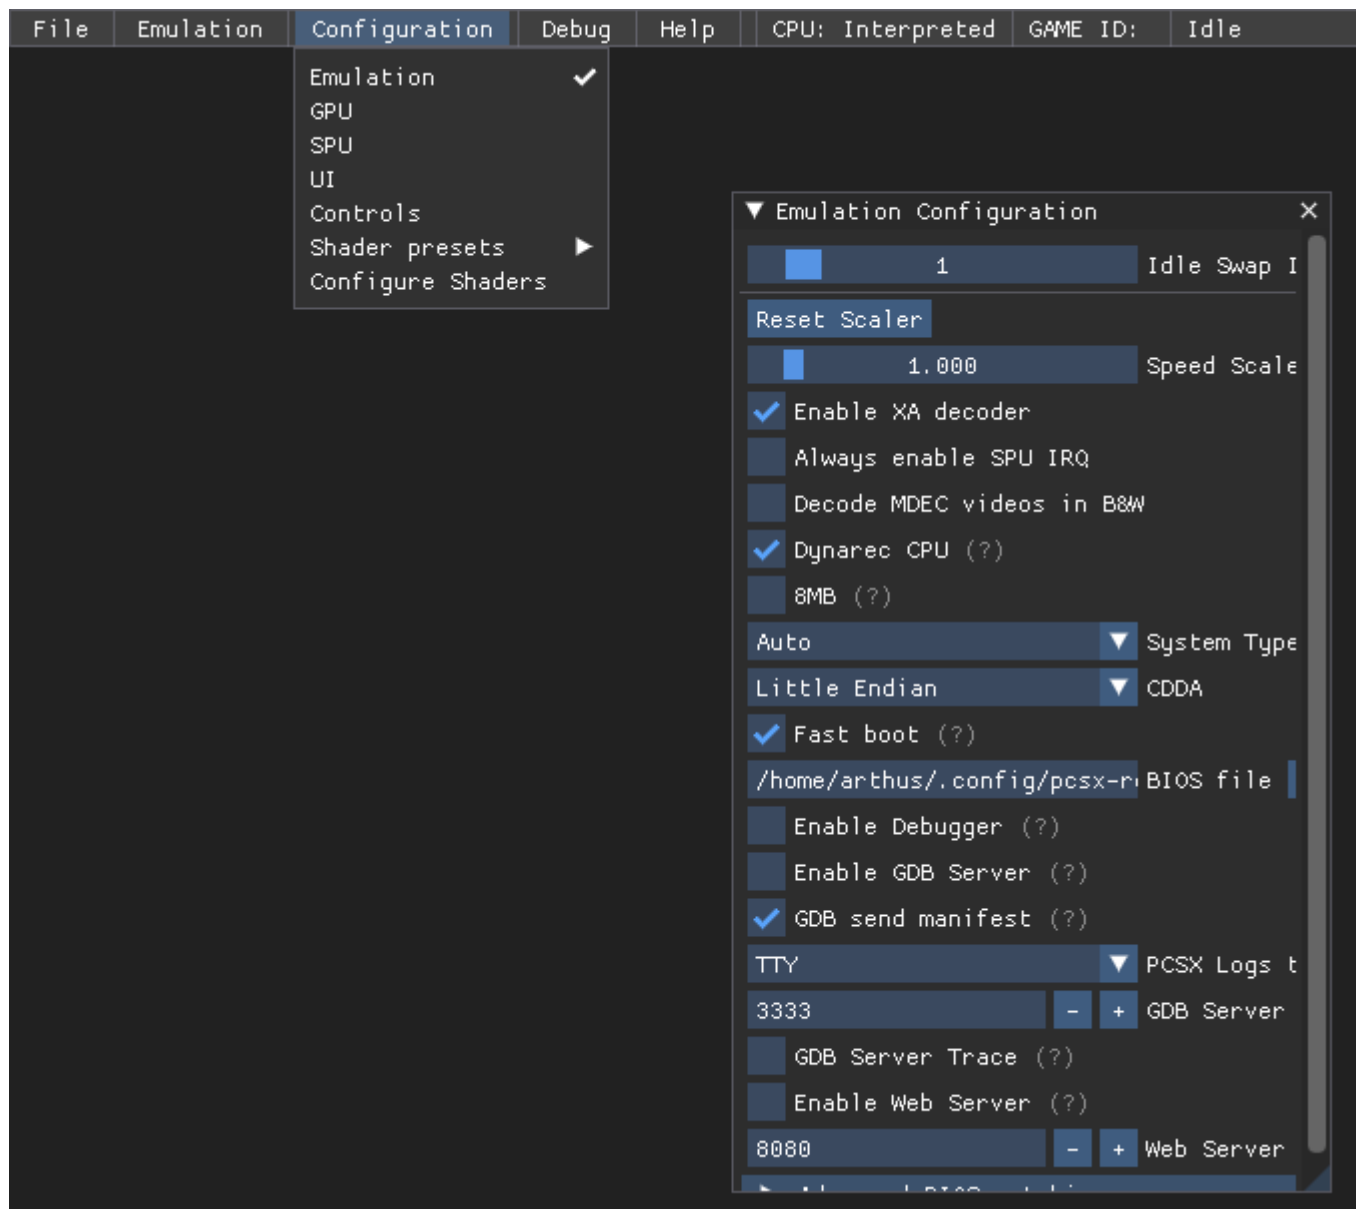 File Emulation Configuration Debug Help CPU: Interpreted GAME ID: Idle
Emulation
GPU
SPU
UI
Controls
Shader presets
Configure Shaders
Emulation Configuration
1 Idle Swap I
Reset Scaler
1.000 Speed Scale
Enable XA decoder
Always enable SPU IRQ
Decode MDEC videos in B&W
Dynarec CPU (?)
8MB (?)
Auto System Type
Little Endian CDDA
Fast boot (?)
/home/arthus/.config/pcsx-r BIOS file
Enable Debugger (?)
Enable GDB Server (?)
GDB send manifest (?)
TTY PCSX Logs t
3333 - + GDB Server
GDB Server Trace (?)
Enable Web Server (?)
8080 - + Web Server